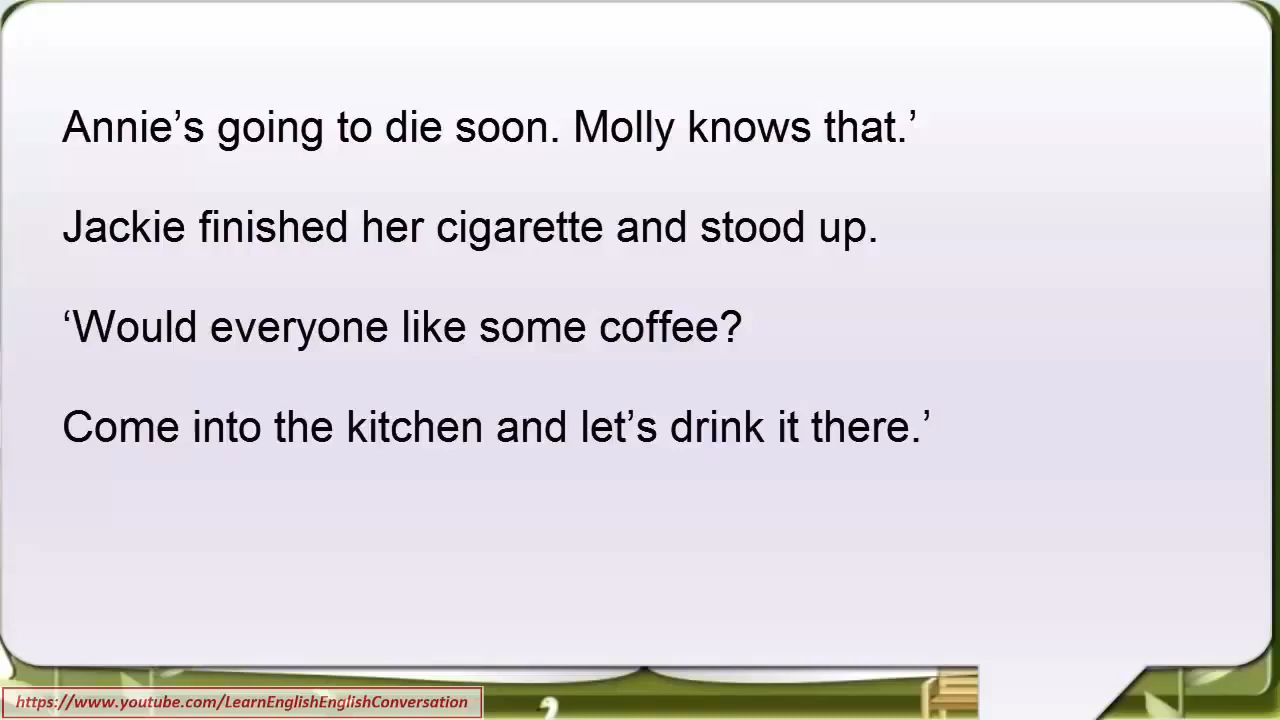 Annie’s going to die soon. Molly knows that.’
Jackie finished her cigarette and stood up.
‘Would everyone like some coffee?
Come into the kitchen and let’s drink it there.’
https://www.youtube.com/LearnEnglishEnglishConversation